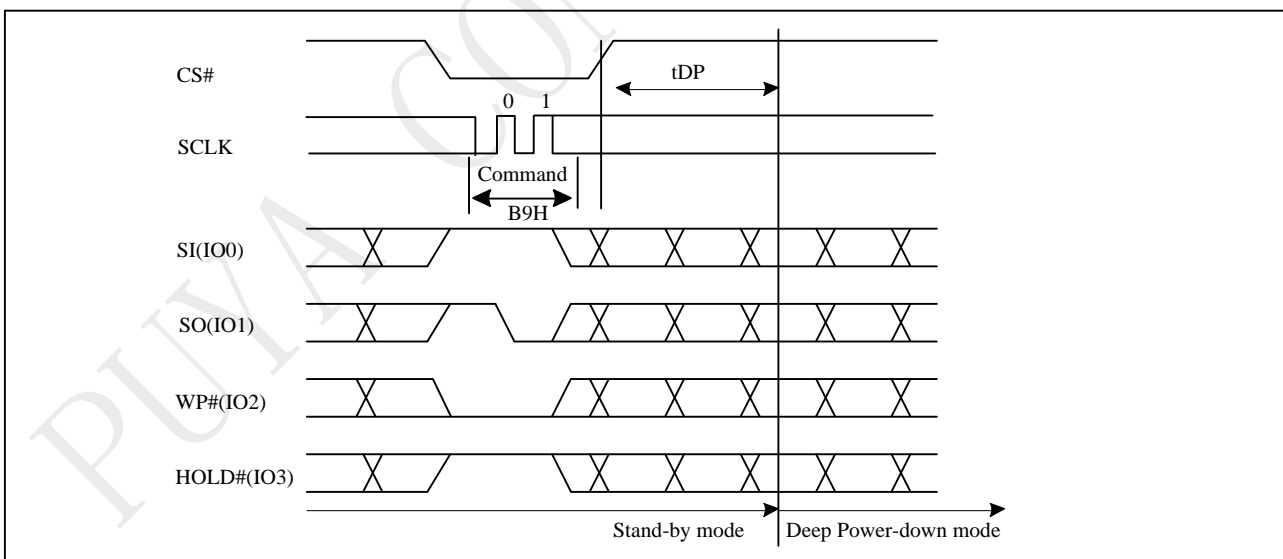 CS#
tDP
0 1
SCLK
Command
B9H
SI(IO0)
SO(IO1)
WP#(IO2)
HOLD#(IO3)
Stand-by mode Deep Power-down mode
PUYA